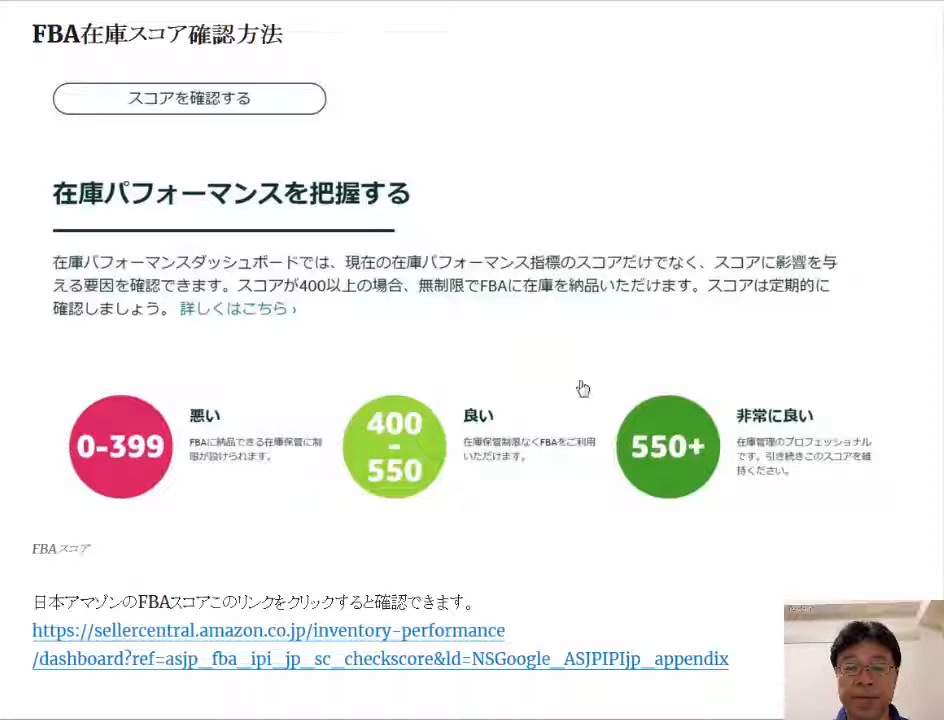 FBA在庫スコア確認方法
スコアを確認する
在庫パフォーマンスを把握する
在庫パフォーマンスダッシュボードでは、現在の在庫パフォーマンス指標のスコアだけでなく、スコアに影響を与
える要因を確認できます。スコアが400以上の場合、無制限でFBAに在庫を納品いただけます。スコアは定期的に
確認しましょう。 詳しくはこちら ›
0-399
悪い
FBAに納品できる在庫保管に制
限が設けられます。
400
-
550
良い
在庫保管制限なくFBAをご利用
いただけます。
550+
非常に良い
在庫管理のプロフェッショナル
です。引き続きこのスコアを維
持ください。
FBAスコア
日本アマゾンのFBAスコアこのリンクをクリックすると確認できます。
https://sellercentral.amazon.co.jp/inventory-performance
/dashboard?ref=asjp_fba_ipi_jp_sc_checkscore&ld=NSGoogle_ASJPIPIjp_appendix